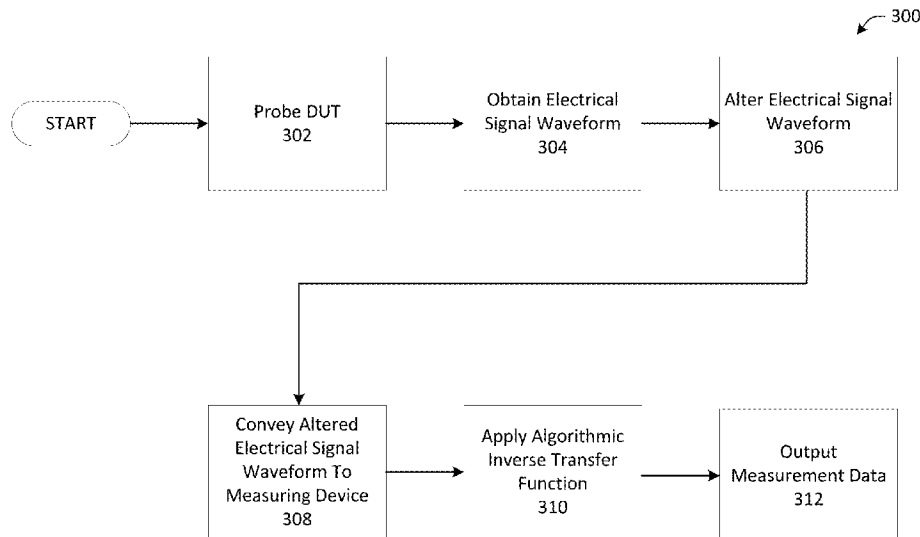 300
START
Probe DUT
302
Obtain Electrical
Signal Waveform
304
Alter Electrical Signal
Waveform
306
Convey Altered
Electrical Signal
Waveform To
Measuring Device
308
Apply Algorithmic
Inverse Transfer
Function
310
Output
Measurement Data
312